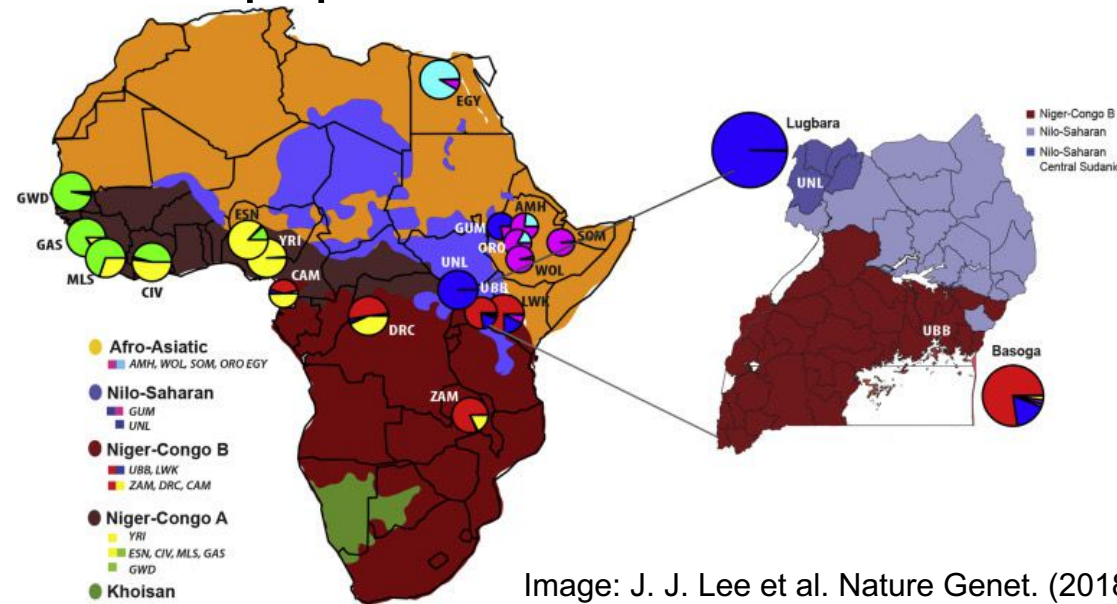 EGY
GWD
GAS
MLS
CIV
ESN
YRI
CAM
DRC
ZAM
GUM
AMH
ORO
SOM
WOL
UNL
UBB
LWK
Afro-Asiatic
AMH, WOL, SOM, ORO EGY
Nilo-Saharan
GUM
UNL
Niger-Congo B
UBB, LWK
ZAM, DRC, CAM
Niger-Congo A
YRI
ESN, CIV, MLS, GAS
GWD
Khoisan
Lugbara
UNL
UBB
Basoga
Niger-Congo B
Nilo-Saharan
Nilo-Saharan
Central Sudanic
Image: J. J. Lee et al. Nature Genet. (2018